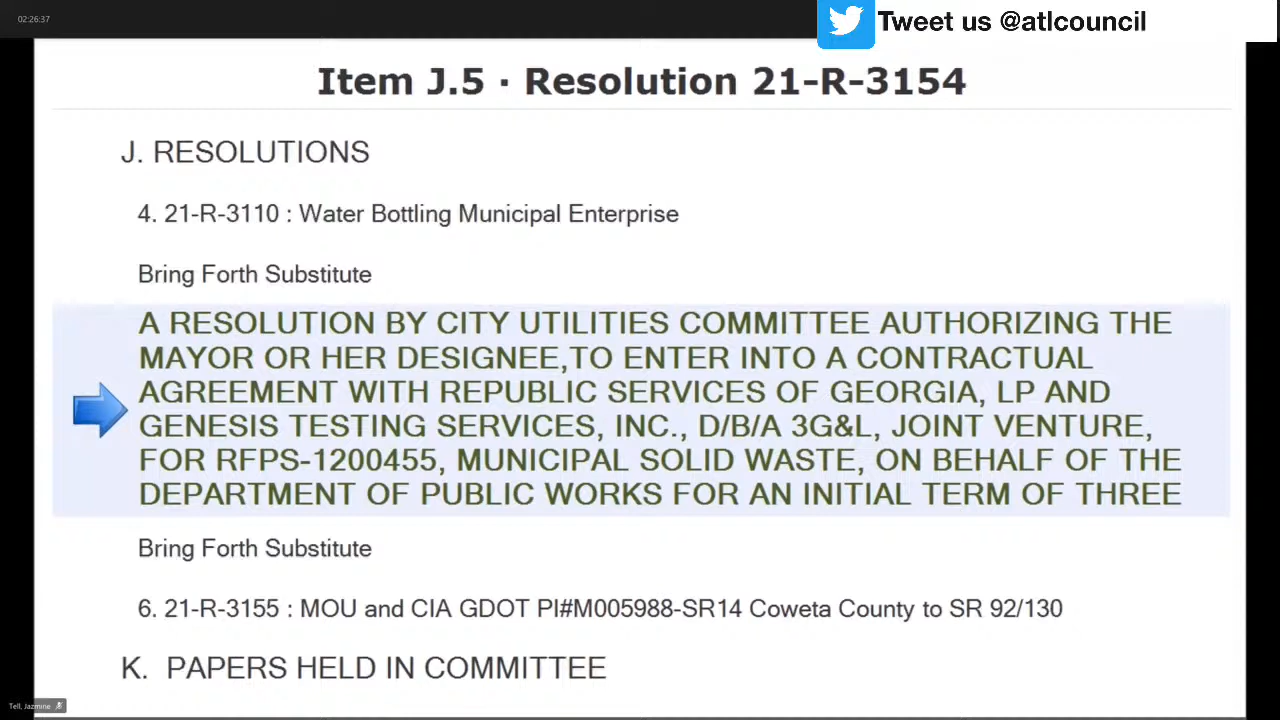 02:26:37
Tweet us @atlcouncil
Item J.5 · Resolution 21-R-3154
J. RESOLUTIONS
4. 21-R-3110 : Water Bottling Municipal Enterprise
Bring Forth Substitute
A RESOLUTION BY CITY UTILITIES COMMITTEE AUTHORIZING THE
MAYOR OR HER DESIGNEE,TO ENTER INTO A CONTRACTUAL
AGREEMENT WITH REPUBLIC SERVICES OF GEORGIA, LP AND
GENESIS TESTING SERVICES, INC., D/B/A 3G&L, JOINT VENTURE,
FOR RFPS-1200455, MUNICIPAL SOLID WASTE, ON BEHALF OF THE
DEPARTMENT OF PUBLIC WORKS FOR AN INITIAL TERM OF THREE
Bring Forth Substitute
6. 21-R-3155 : MOU and CIA GDOT PI#M005988-SR14 Coweta County to SR 92/130
K. PAPERS HELD IN COMMITTEE
Tell, Jazmine